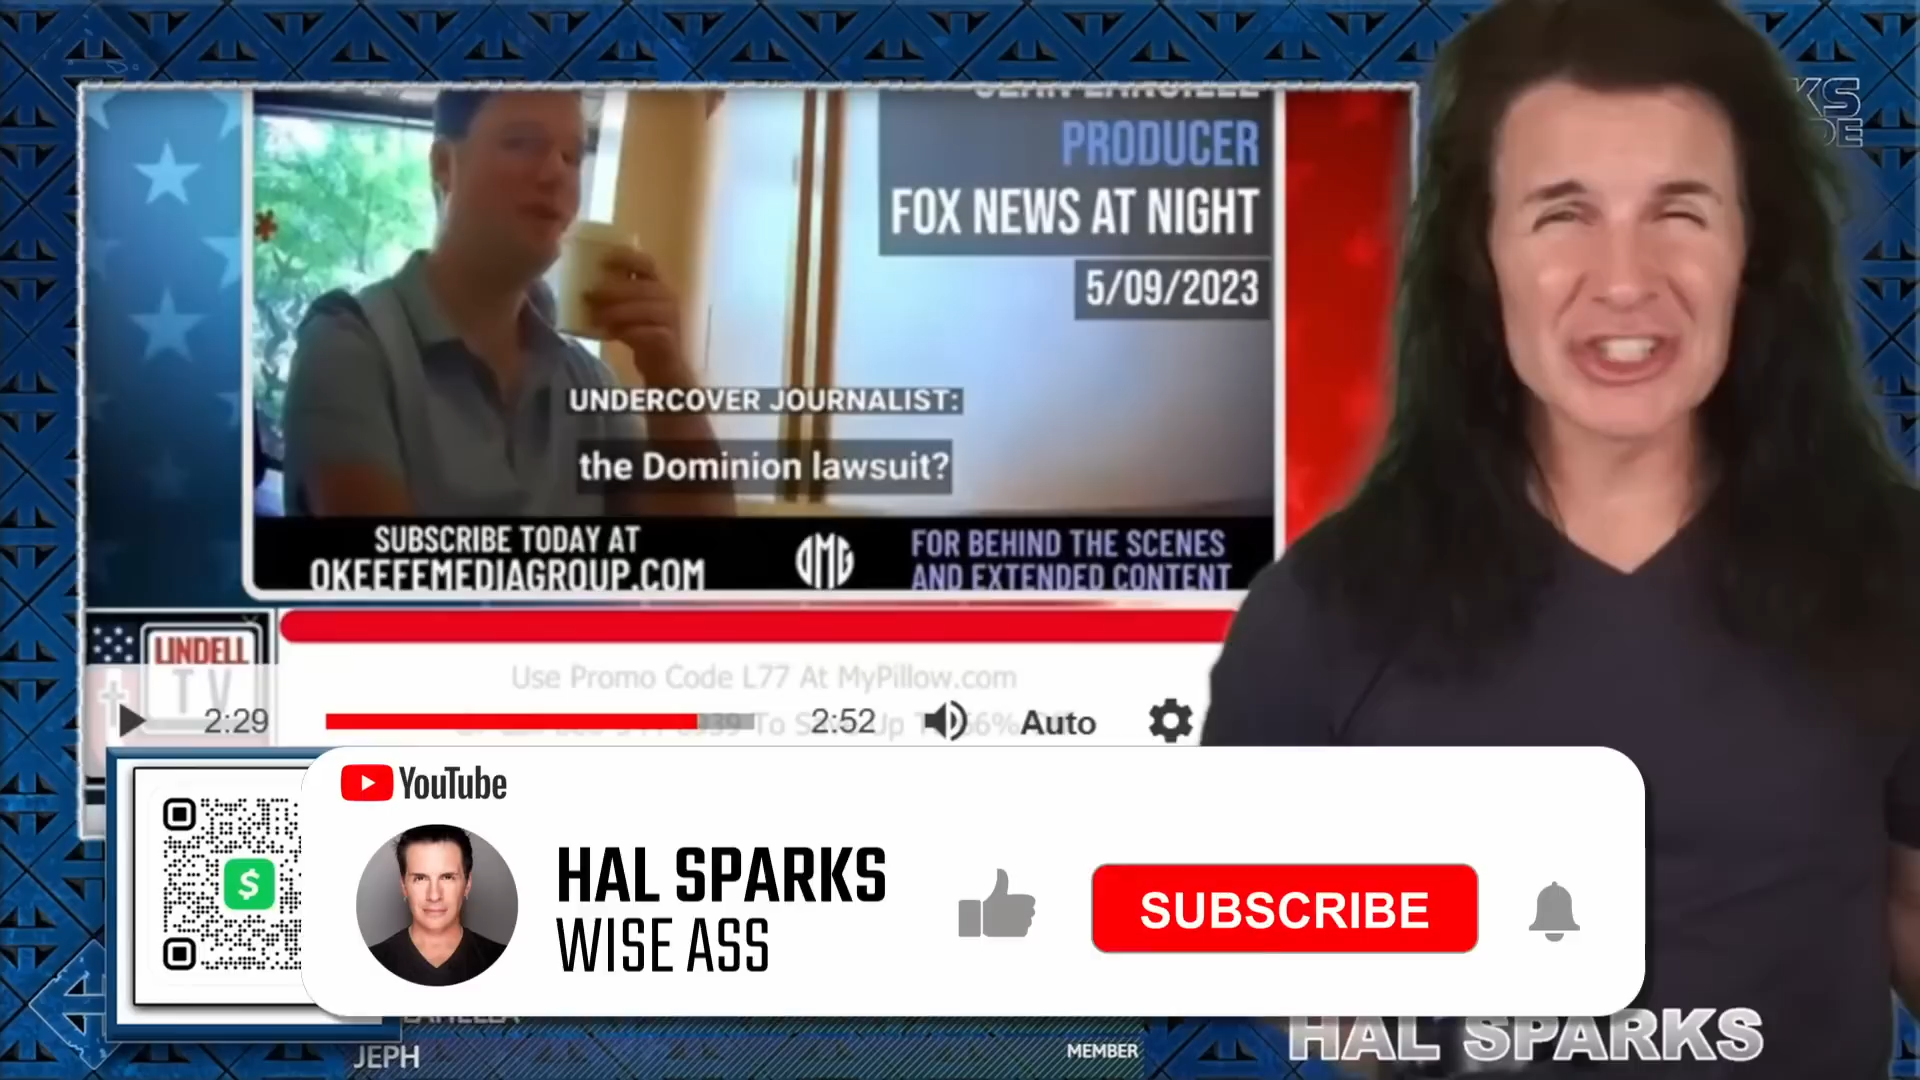 PRODUCER
FOX NEWS AT NIGHT
5/09/2023
UNDERCOVER JOURNALIST:
the Dominion lawsuit?
SUBSCRIBE TODAY AT
OKEEFEMEDIAGROUP.COM
OMG
FOR BEHIND THE SCENES
AND EXTENDED CONTENT
LINDELL
TV
Use Promo Code L77 At MyPillow.com
2:29
2:52
Auto
YouTube
HAL SPARKS
WISE ASS
SUBSCRIBE
JEPH
MEMBER
HAL SPARKS